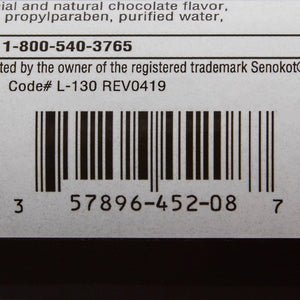 ial and natural chocolate flavor,
propylparaben, purified water,
1-800-540-3765
ted by the owner of the registered trademark Senokot®
Code# L-130 REV0419
3 57896-452-08 7